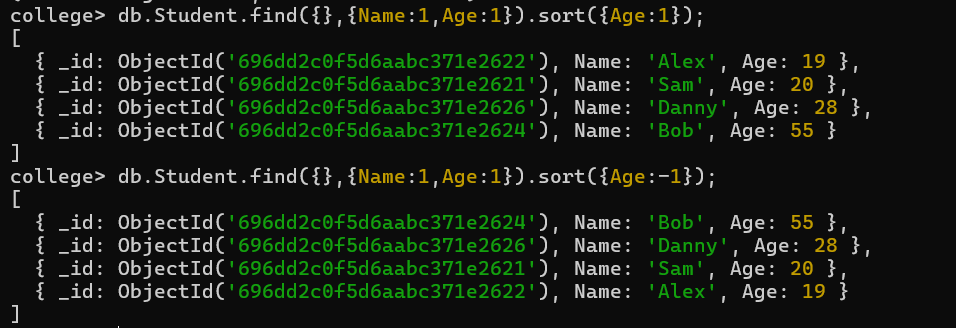 college> db.Student.find({},{Name:1,Age:1}).sort({Age:1});
[
  { _id: ObjectId('696dd2c0f5d6aabc371e2622'), Name: 'Alex', Age: 19 },
  { _id: ObjectId('696dd2c0f5d6aabc371e2621'), Name: 'Sam', Age: 20 },
  { _id: ObjectId('696dd2c0f5d6aabc371e2626'), Name: 'Danny', Age: 28 },
  { _id: ObjectId('696dd2c0f5d6aabc371e2624'), Name: 'Bob', Age: 55 }
]
college> db.Student.find({},{Name:1,Age:1}).sort({Age:-1});
[
  { _id: ObjectId('696dd2c0f5d6aabc371e2624'), Name: 'Bob', Age: 55 },
  { _id: ObjectId('696dd2c0f5d6aabc371e2626'), Name: 'Danny', Age: 28 },
  { _id: ObjectId('696dd2c0f5d6aabc371e2621'), Name: 'Sam', Age: 20 },
  { _id: ObjectId('696dd2c0f5d6aabc371e2622'), Name: 'Alex', Age: 19 }
]